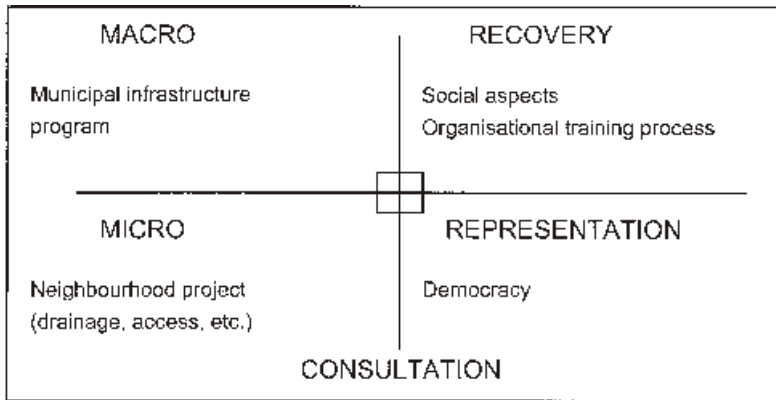 MACRO
Municipal infrastructure
program
RECOVERY
Social aspects
Organisational training process
MICRO
Neighbourhood project
(drainage, access, etc.)
REPRESENTATION
Democracy
CONSULTATION